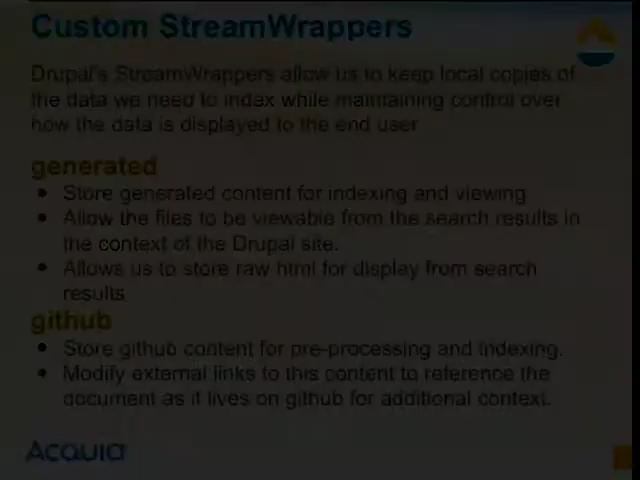 Custom StreamWrappers
Drupal's StreamWrappers allow us to keep local copies of
the data we need to index while maintaining control over
how the data is displayed to the end user
generated
• Store generated content for indexing and viewing
• Allow the files to be viewable from the search results in
the context of the Drupal site.
• Allows us to store raw html for display from search
results
github
• Store github content for pre-processing and indexing.
• Modify external links to this content to reference the
document as it lives on github for additional context.
Acquia